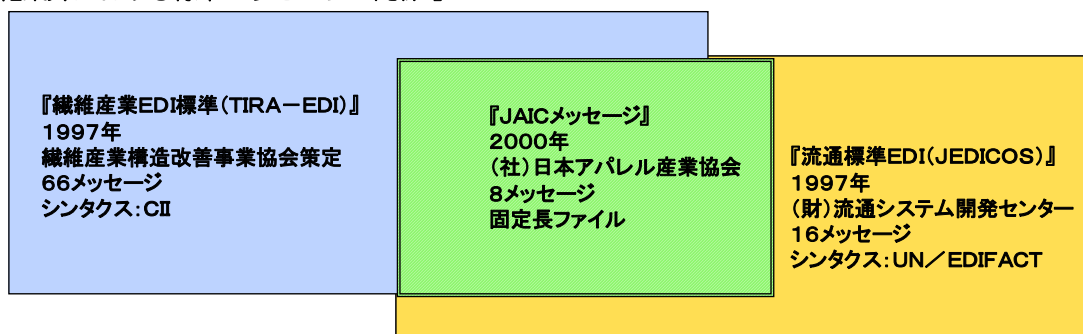 『繊維産業EDI標準（TIRA－EDI）』
1997年
繊維産業構造改善事業協会策定
66メッセージ
シンタクス：CII
『JAICメッセージ』
2000年
（社）日本アパレル産業協会
8メッセージ
固定長ファイル
『流通標準EDI（JEDICOS）』
1997年
（財）流通システム開発センター
16メッセージ
シンタクス：UN／EDIFACT